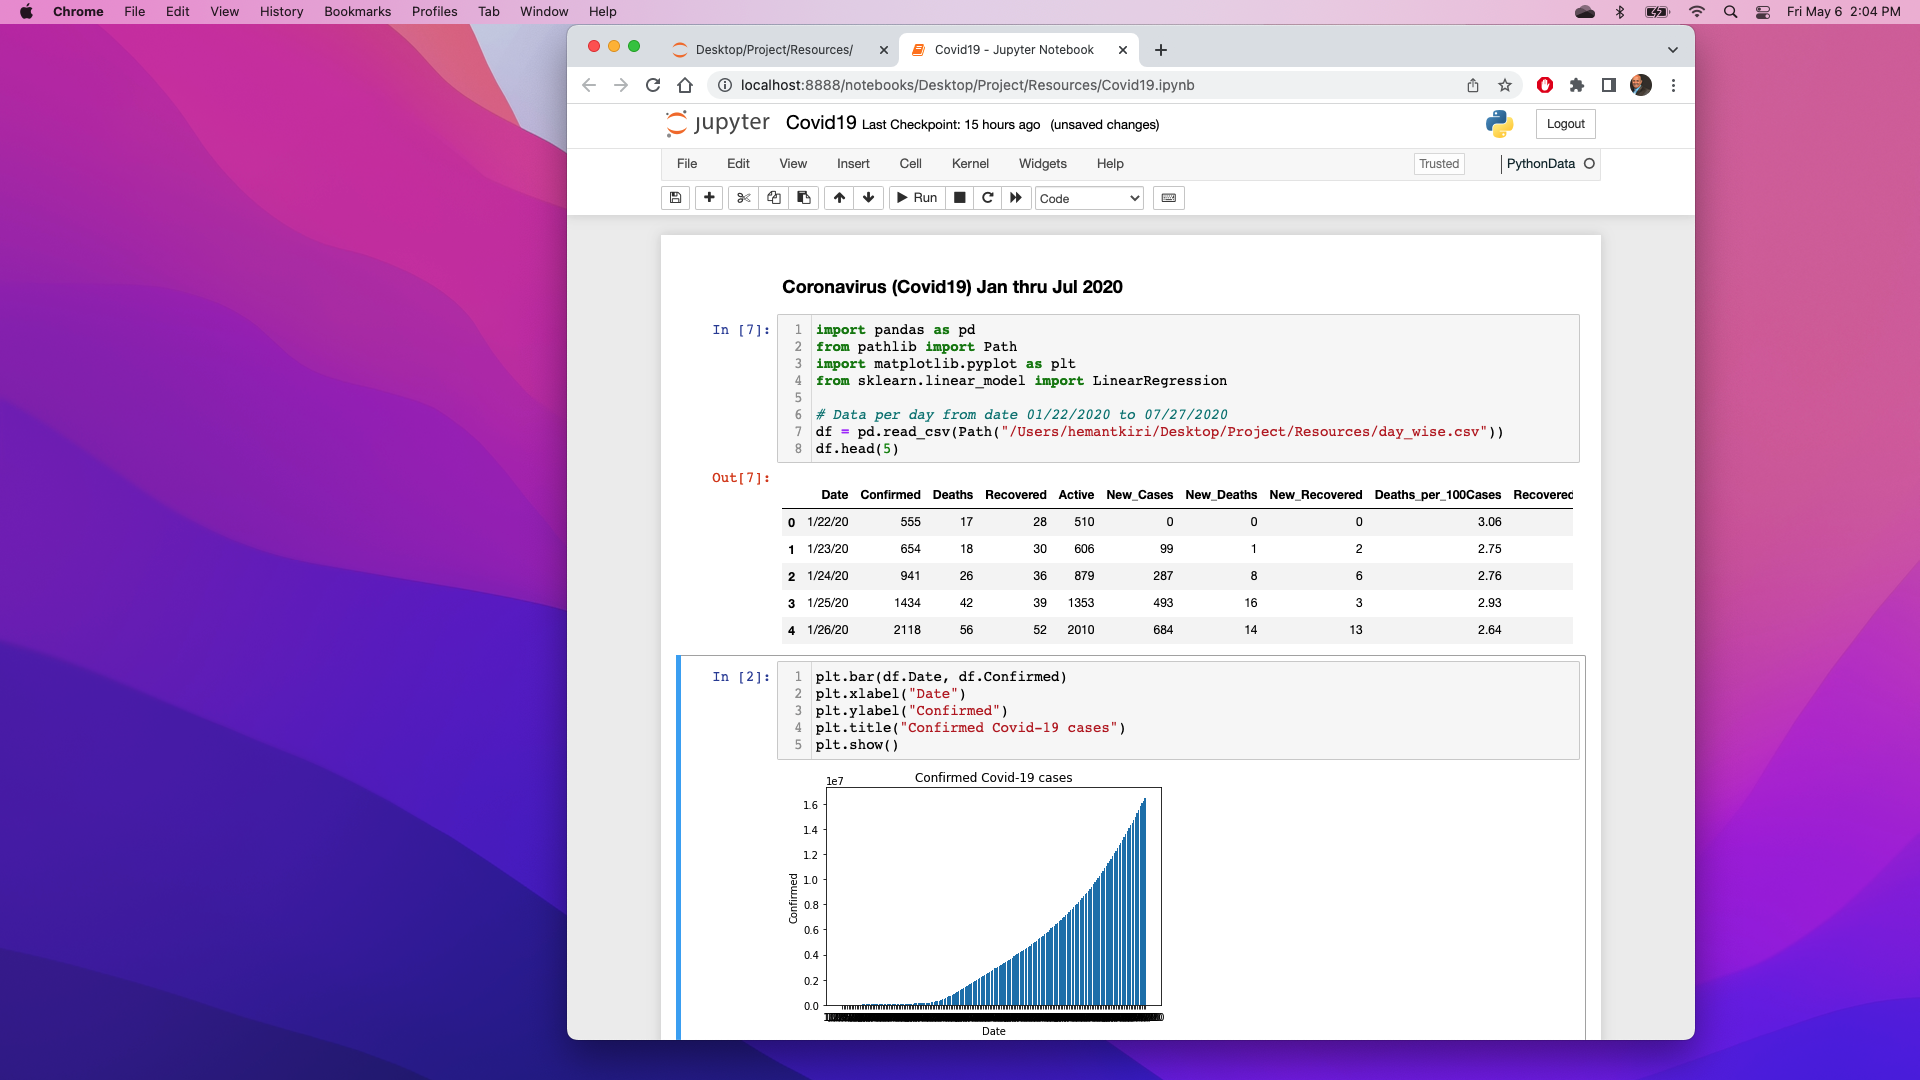 Chrome File Edit View History Bookmarks Profiles Tab Window Help Fri May 6 2:04 PM
Desktop/Project/Resources/ Covid19 - Jupyter Notebook
localhost:8888/notebooks/Desktop/Project/Resources/Covid19.ipynb
jupyter Covid19 Last Checkpoint: 15 hours ago (unsaved changes) Logout
File Edit View Insert Cell Kernel Widgets Help Trusted PythonData
Run Code
Coronavirus (Covid19) Jan thru Jul 2020
In [7]: 1 import pandas as pd
2 from pathlib import Path
3 import matplotlib.pyplot as plt
4 from sklearn.linear_model import LinearRegression
5
6 # Data per day from date 01/22/2020 to 07/27/2020
7 df = pd.read_csv(Path("/Users/hemantkiri/Desktop/Project/Resources/day_wise.csv"))
8 df.head(5)
Out[7]:
Date Confirmed Deaths Recovered Active New_Cases New_Deaths New_Recovered Deaths_per_100Cases Recovered
0 1/22/20 555 17 28 510 0 0 0 3.06
1 1/23/20 654 18 30 606 99 1 2 2.75
2 1/24/20 941 26 36 879 287 8 6 2.76
3 1/25/20 1434 42 39 1353 493 16 3 2.93
4 1/26/20 2118 56 52 2010 684 14 13 2.64
In [2]: 1 plt.bar(df.Date, df.Confirmed)
2 plt.xlabel("Date")
3 plt.ylabel("Confirmed")
4 plt.title("Confirmed Covid-19 cases")
5 plt.show()
Confirmed Covid-19 cases
1e7
1.6
1.4
1.2
1.0
0.8
0.6
0.4
0.2
0.0
Confirmed
Date